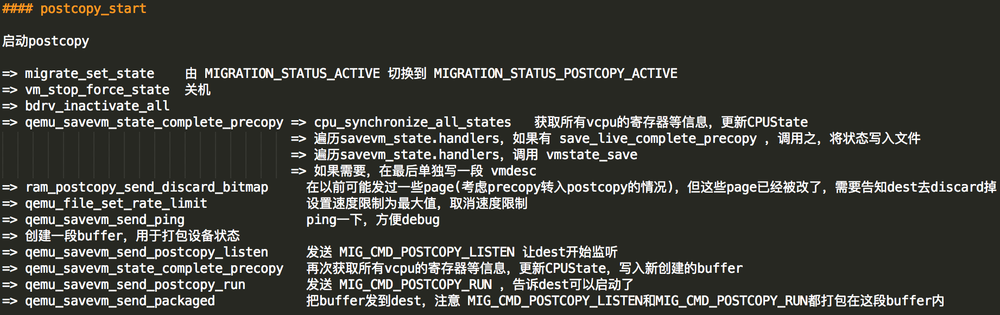 #### postcopy_start
启动postcopy
=> migrate_set_state    由 MIGRATION_STATUS_ACTIVE 切换到 MIGRATION_STATUS_POSTCOPY_ACTIVE
=> vm_stop_force_state  关机
=> bdrv_inactivate_all
=> qemu_savevm_state_complete_precopy => cpu_synchronize_all_states   获取所有vcpu的寄存器等信息，更新CPUState
=> 遍历savevm_state.handlers，如果有 save_live_complete_precopy ，调用之，将状态写入文件
=> 遍历savevm_state.handlers，调用 vmstate_save
=> 如果需要，在最后单独写一段 vmdesc
=> ram_postcopy_send_discard_bitmap     在以前可能发过一些page(考虑precopy转入postcopy的情况)，但这些page已经被改了，需要告知dest去discard掉
=> qemu_file_set_rate_limit             设置速度限制为最大值，取消速度限制
=> qemu_savevm_send_ping                ping一下，方便debug
=> 创建一段buffer，用于打包设备状态
=> qemu_savevm_send_postcopy_listen     发送 MIG_CMD_POSTCOPY_LISTEN 让dest开始监听
=> qemu_savevm_state_complete_precopy   再次获取所有vcpu的寄存器等信息，更新CPUState，写入新创建的buffer
=> qemu_savevm_send_postcopy_run        发送 MIG_CMD_POSTCOPY_RUN ，告诉dest可以启动了
=> qemu_savevm_send_packaged            把buffer发到dest，注意 MIG_CMD_POSTCOPY_LISTEN和MIG_CMD_POSTCOPY_RUN都打包在这段buffer内